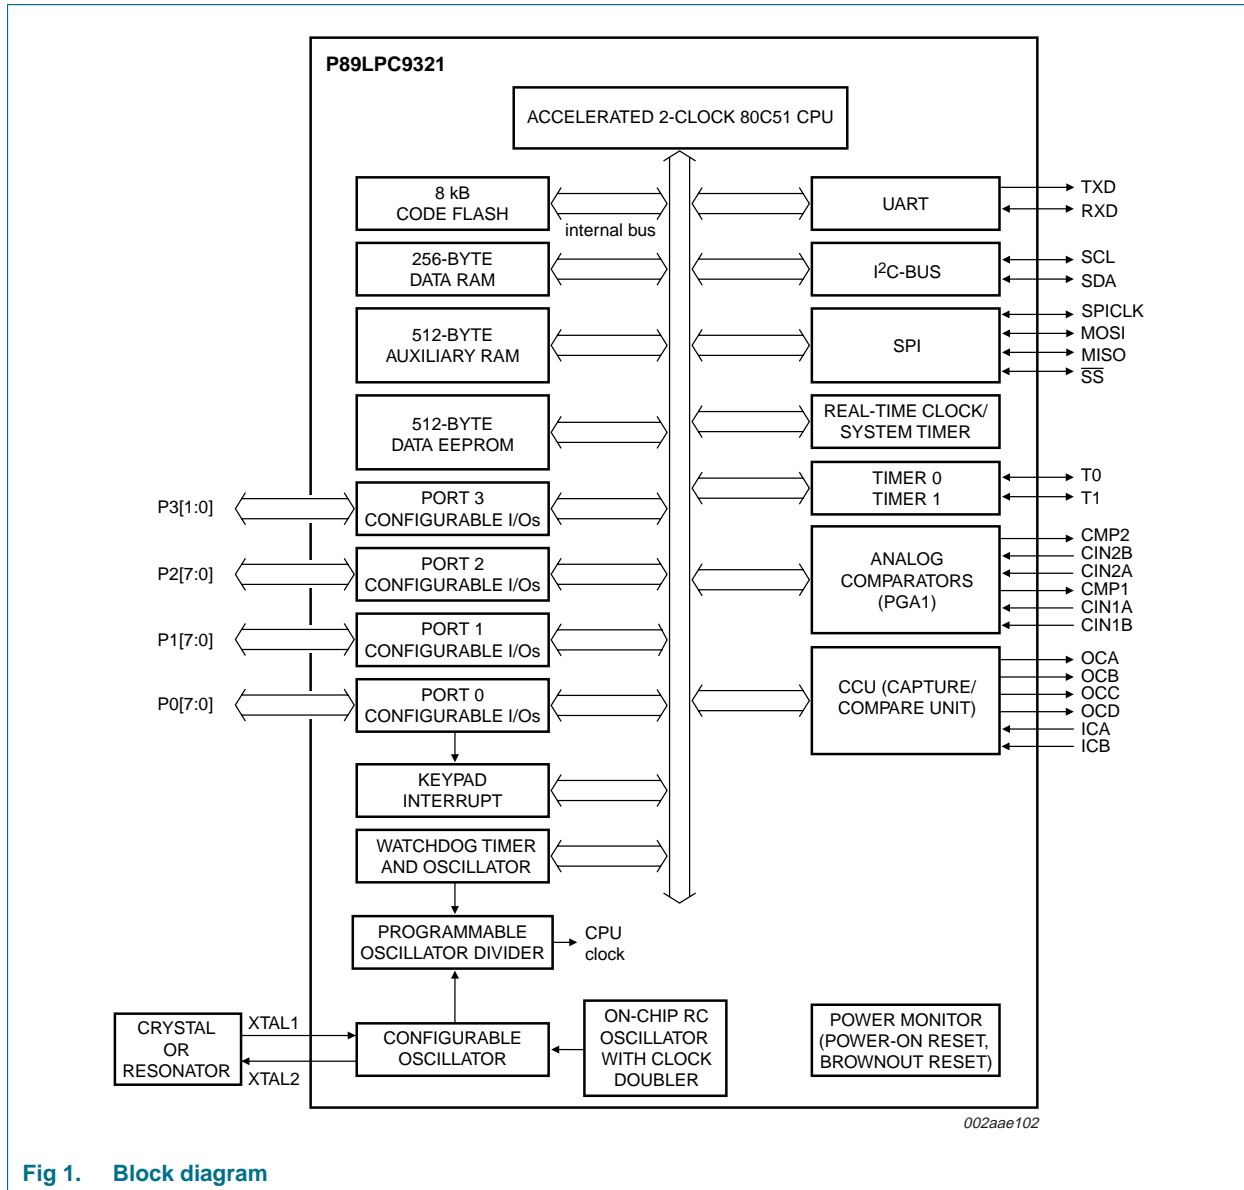 P89LPC9321
ACCELERATED 2-CLOCK 80C51 CPU
8 kB
CODE FLASH
internal bus
256-BYTE
DATA RAM
512-BYTE
AUXILIARY RAM
512-BYTE
DATA EEPROM
P3[1:0]
PORT 3
CONFIGURABLE I/Os
P2[7:0]
PORT 2
CONFIGURABLE I/Os
P1[7:0]
PORT 1
CONFIGURABLE I/Os
P0[7:0]
PORT 0
CONFIGURABLE I/Os
KEYPAD
INTERRUPT
WATCHDOG TIMER
AND OSCILLATOR
PROGRAMMABLE
OSCILLATOR DIVIDER
CPU
clock
CRYSTAL
OR
RESONATOR
XTAL1
XTAL2
CONFIGURABLE
OSCILLATOR
ON-CHIP RC
OSCILLATOR
WITH CLOCK
DOUBLER
UART
TXD
RXD
I²C-BUS
SCL
SDA
SPI
SPICLK
MOSI
MISO
S̅S̅
REAL-TIME CLOCK/
SYSTEM TIMER
TIMER 0
TIMER 1
T0
T1
ANALOG
COMPARATORS
(PGA1)
CMP2
CIN2B
CIN2A
CMP1
CIN1A
CIN1B
CCU (CAPTURE/
COMPARE UNIT)
OCA
OCB
OCC
OCD
ICA
ICB
POWER MONITOR
(POWER-ON RESET,
BROWNOUT RESET)
002aae102
Fig 1. Block diagram